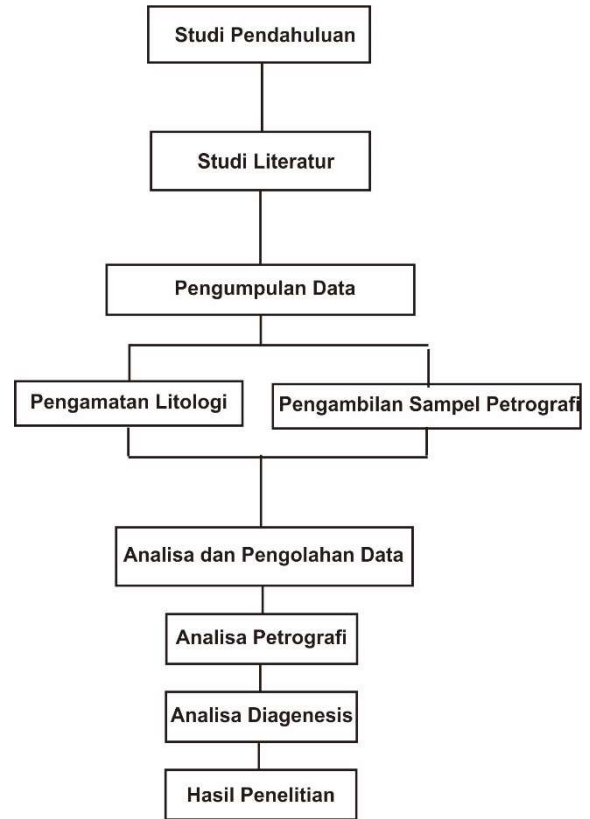 Studi Pendahuluan
Studi Literatur
Pengumpulan Data
Pengamatan Litologi
Pengambilan Sampel Petrografi
Analisa dan Pengolahan Data
Analisa Petrografi
Analisa Diagenesis
Hasil Penelitian